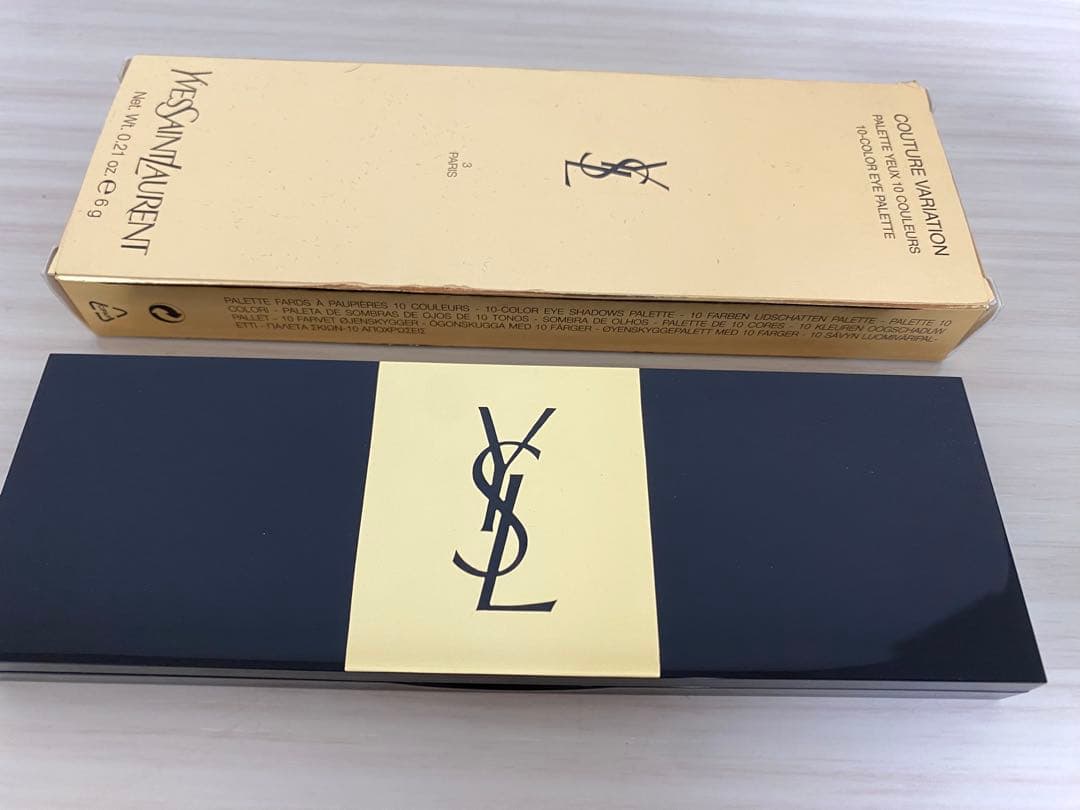 YVESSAINTLAURENT
Net. Wt. 0.21 oz. ℮ 6 g
3
PARIS
YSL
COUTURE VARIATION
PALETTE YEUX 10 COULEURS
10-COLOR EYE PALETTE
PALETTE FARDS À PAUPIÈRES 10 COULEURS - 10-COLOR EYE SHADOWS PALETTE - 10 FARBEN LIDSCHATTEN PALETTE - PALETTE 10
COLORI - PALETA DE SOMBRAS DE OJOS DE 10 TONOS - SOMBRA DE OLHOS - PALETTE DE 10 CORES - 10 KLEUREN OOGSCHADUW
PALLET - 10 FARVET ØJENSKYGGER - ÖGONSKUGGA MED 10 FÄRGER - ØYENSKYGGEPALETT MED 10 FARGER - 10 SÄVYN LUOMIVÄRIPAL-
ETTI - ΠΑΛΕΤΑ ΣΚΙΩΝ-10 ΑΠΟΧΡΩΣΕΙΣ
YSL